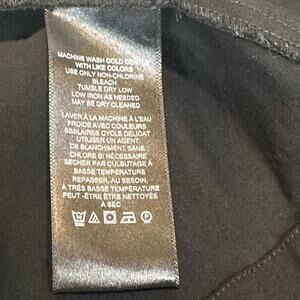 MACHINE WASH COLD GENTLE
WITH LIKE COLORS
USE ONLY NON-CHLORINE
BLEACH
TUMBLE DRY LOW
LOW IRON AS NEEDED
MAY BE DRY CLEANED
LAVER À LA MACHINE À L'EAU
FROIDE AVEC COULEURS
SIMILAIRES CYCLE DÉLICAT
UTILISER UN AGENT
DE BLANCHIMENT SANS
CHLORE SI NÉCESSAIRE
SÉCHER PAR CULBUTAGE À
BASSE TEMPÉRATURE
REPASSER, AU BESOIN,
À TRÈS BASSE TEMPÉRATURE
PEUT -ÊTRE ÊTRE NETTOYÉE
À SEC